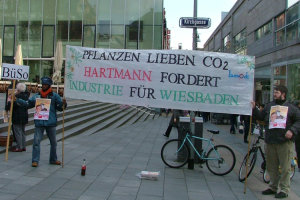 Kirchgasse
BüSo
PFLANZEN LIEBEN CO2
HARTMANN FORDERT
INDUSTRIE FÜR WIESBADEN